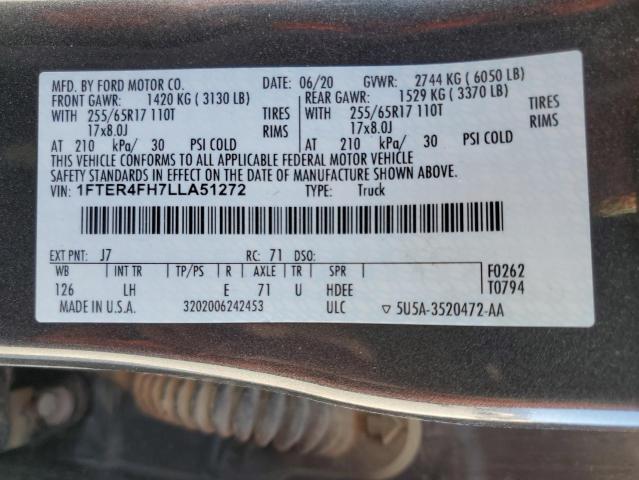 MFD. BY FORD MOTOR CO. DATE: 06/20 GVWR: 2744 KG ( 6050 LB)
FRONT GAWR: 1420 KG ( 3130 LB) REAR GAWR: 1529 KG ( 3370 LB)
WITH 255/65R17 110T TIRES WITH 255/65R17 110T TIRES
17x8.0J RIMS 17x8.0J RIMS
AT 210 kPa/ 30 PSI COLD AT 210 kPa/ 30 PSI COLD
THIS VEHICLE CONFORMS TO ALL APPLICABLE FEDERAL MOTOR VEHICLE
SAFETY STANDARDS IN EFFECT ON THE DATE OF MANUFACTURE SHOWN ABOVE.
VIN: 1FTER4FH7LLA51272 TYPE: Truck
EXT PNT: J7 RC: 71 DSO:
WB INT TR TP/PS R AXLE TR SPR F0262
126 LH E 71 U HDEE T0794
MADE IN U.S.A. 3202006242453 ULC ▽ 5U5A-3520472-AA